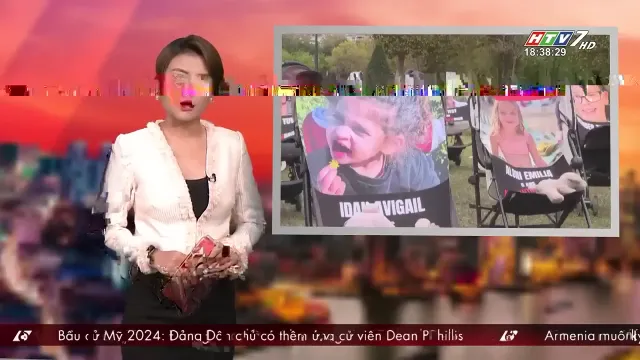 HTV7 HD
18:38:29
IDAN AVIGAIL
EMILIA
Bầu cử Mỹ 2024: Đảng Dân chủ có thêm ứng cử viên Dean Phillips
Armenia muốn